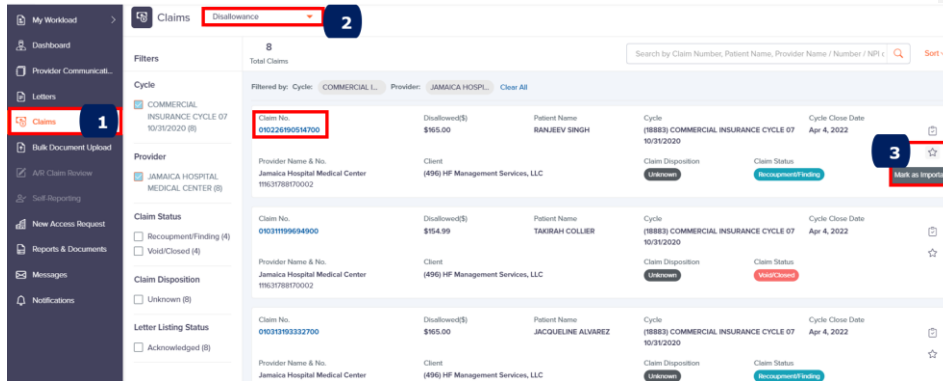 My Workload
Claims
Disallowance
2
Dashboard
Provider Communicati...
Letters
Claims
1
Bulk Document Upload
A/R Claim Review
Self-Reporting
New Access Request
Reports & Documents
Messages
Notifications
Filters
Cycle
COMMERCIAL
INSURANCE CYCLE 07
10/31/2020 (8)
Provider
JAMAICA HOSPITAL
MEDICAL CENTER (8)
Claim Status
Recoupment/Finding (4)
Void/Closed (4)
Claim Disposition
Unknown (8)
Letter Listing Status
Acknowledged (8)
8
Total Claims
Search by Claim Number, Patient Name, Provider Name / Number / NPI
Sort
Filtered by: Cycle: COMMERCIAL I... Provider: JAMAICA HOSPI... Clear All
Claim No. Disallowed($) Patient Name Cycle Cycle Close Date
010226190514700 $165.00 RANJEEV SINGH (18883) COMMERCIAL INSURANCE CYCLE 07 Apr 4, 2022
10/31/2020
3
Provider Name & No. Client Claim Disposition Claim Status
Jamaica Hospital Medical Center (496) HF Management Services, LLC Unknown Recoupment/Finding Mark as Importa
111631788170002
Claim No. Disallowed($) Patient Name Cycle Cycle Close Date
010311199694900 $154.99 TAKIRAH COLLIER (18883) COMMERCIAL INSURANCE CYCLE 07 Apr 4, 2022
10/31/2020
Provider Name & No. Client Claim Disposition Claim Status
Jamaica Hospital Medical Center (496) HF Management Services, LLC Unknown Void/Closed
111631788170002
Claim No. Disallowed($) Patient Name Cycle Cycle Close Date
010313193332700 $165.00 JACQUELINE ALVAREZ (18883) COMMERCIAL INSURANCE CYCLE 07 Apr 4, 2022
10/31/2020
Provider Name & No. Client Claim Disposition Claim Status
Jamaica Hospital Medical Center (496) HF Management Services, LLC Unknown Recoupment/Finding